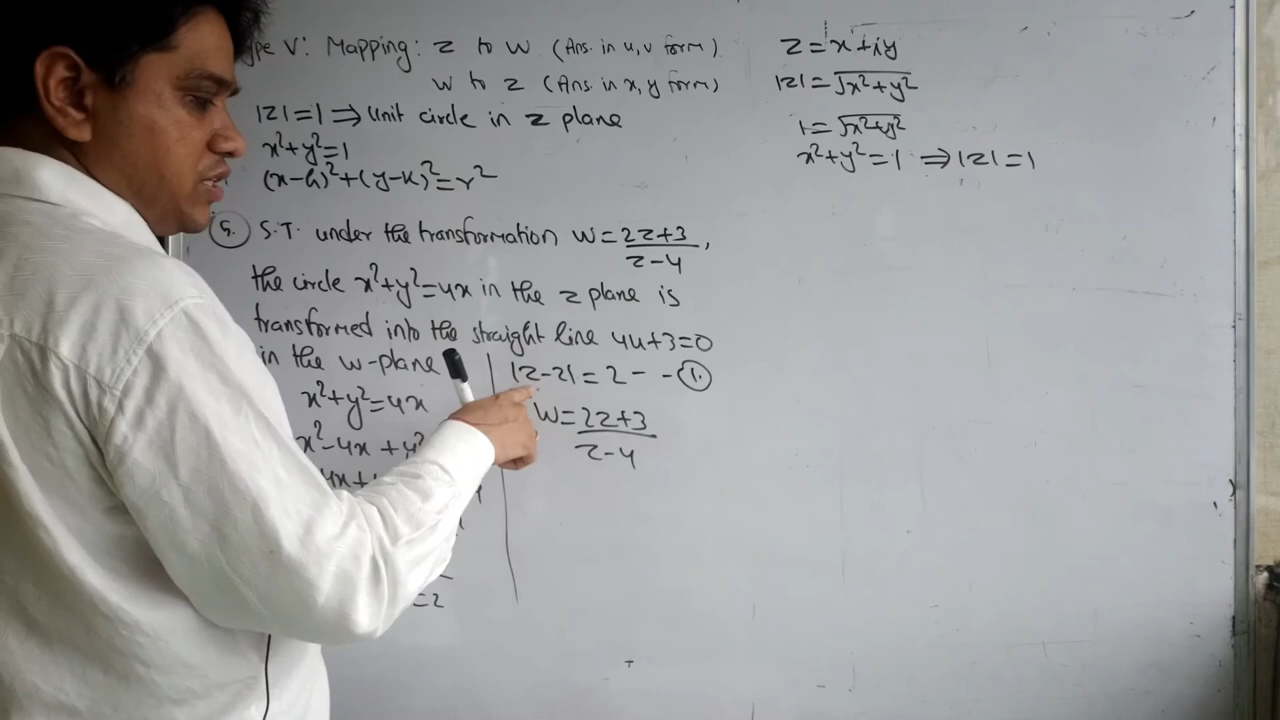 ype V: Mapping: z to w (Ans. in u, v form)
w to z (Ans. in x, y form)
|z|=1 ⇒ unit circle in z plane
x²+y²=1
(x-h)²+(y-k)²=r²
z = x+iy
|z| = √x²+y²
1 = √x²+y²
x²+y²=1 ⇒ |z|=1
5. S.T. under the transformation w = 2z+3 / z-4,
the circle x²+y²=4x in the z plane is
transformed into the straight line 4u+3=0
in the w-plane
x²+y²=4x
x²-4x+y²
4x+
=2
|z-2|=2 - - 1.
w = 2z+3 / z-4